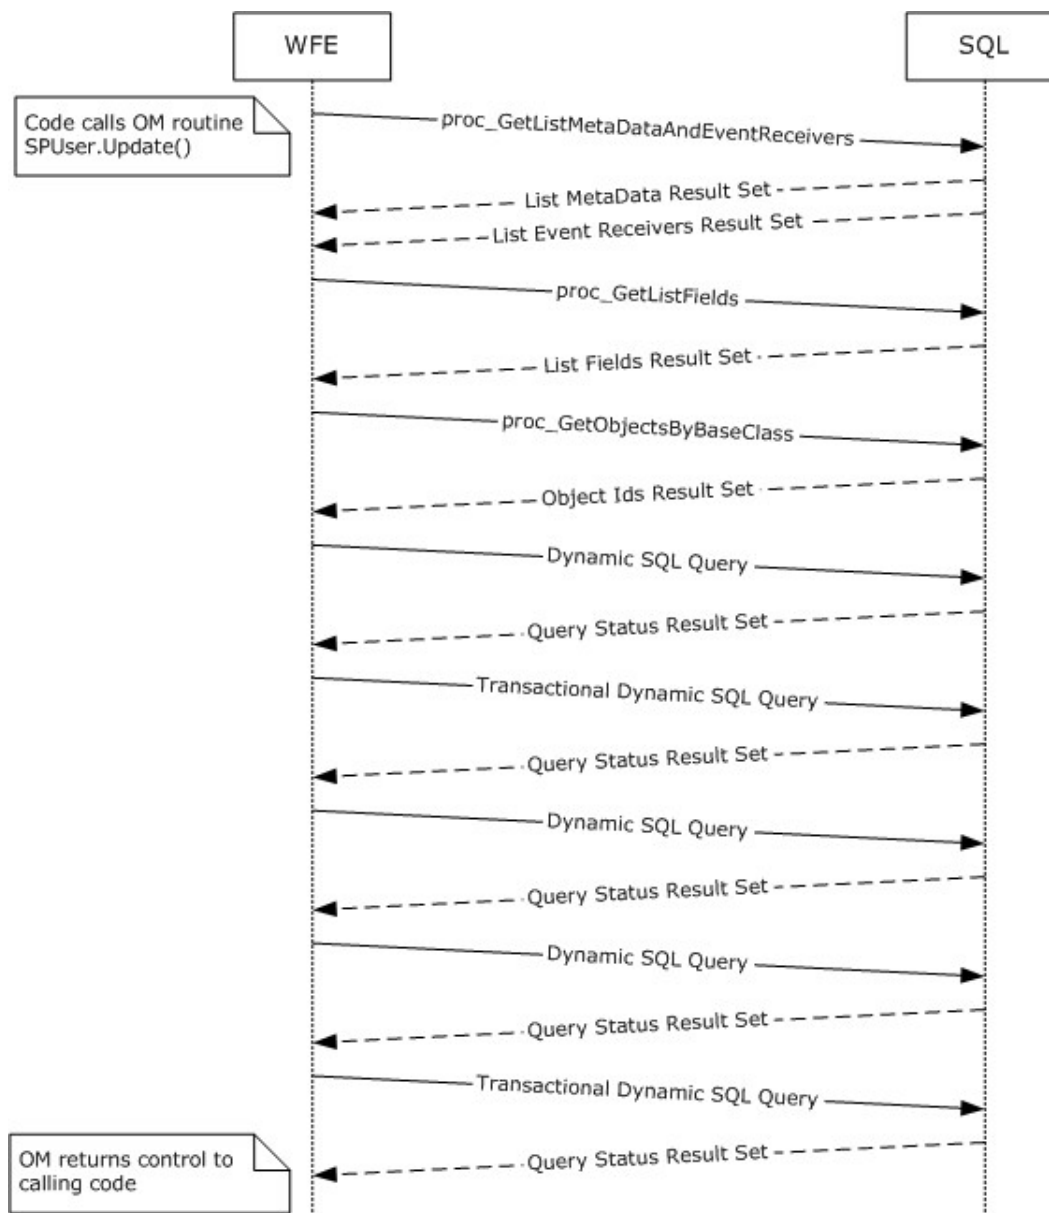 WFE
SQL
Code calls OM routine
SPUser.Update()
proc_GetListMetaDataAndEventReceivers
List MetaData Result Set
List Event Receivers Result Set
proc_GetListFields
List Fields Result Set
proc_GetObjectsByBaseClass
Object Ids Result Set
Dynamic SQL Query
Query Status Result Set
Transactional Dynamic SQL Query
Query Status Result Set
Dynamic SQL Query
Query Status Result Set
Dynamic SQL Query
Query Status Result Set
Transactional Dynamic SQL Query
Query Status Result Set
OM returns control to
calling code